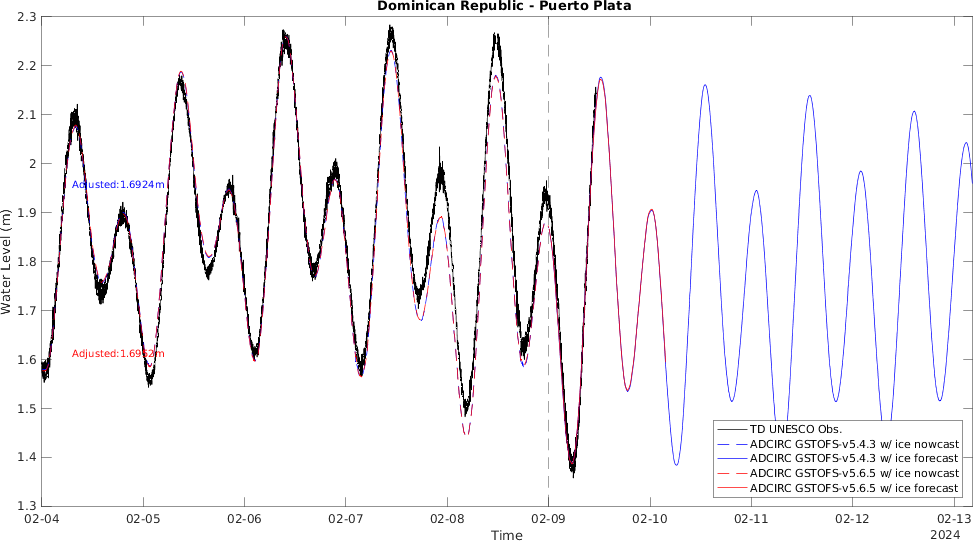 Dominican Republic - Puerto Plata
Water Level (m)
2.3
2.2
2.1
2
1.9
1.8
1.7
1.6
1.5
1.4
1.3
Adjusted:1.6924m
Adjusted:1.6962m
TD UNESCO Obs.
ADCIRC GSTOFS-v5.4.3 w/ ice nowcast
ADCIRC GSTOFS-v5.4.3 w/ ice forecast
ADCIRC GSTOFS-v5.6.5 w/ ice nowcast
ADCIRC GSTOFS-v5.6.5 w/ ice forecast
02-04 02-05 02-06 02-07 02-08 02-09 02-10 02-11 02-12 02-13
Time
2024